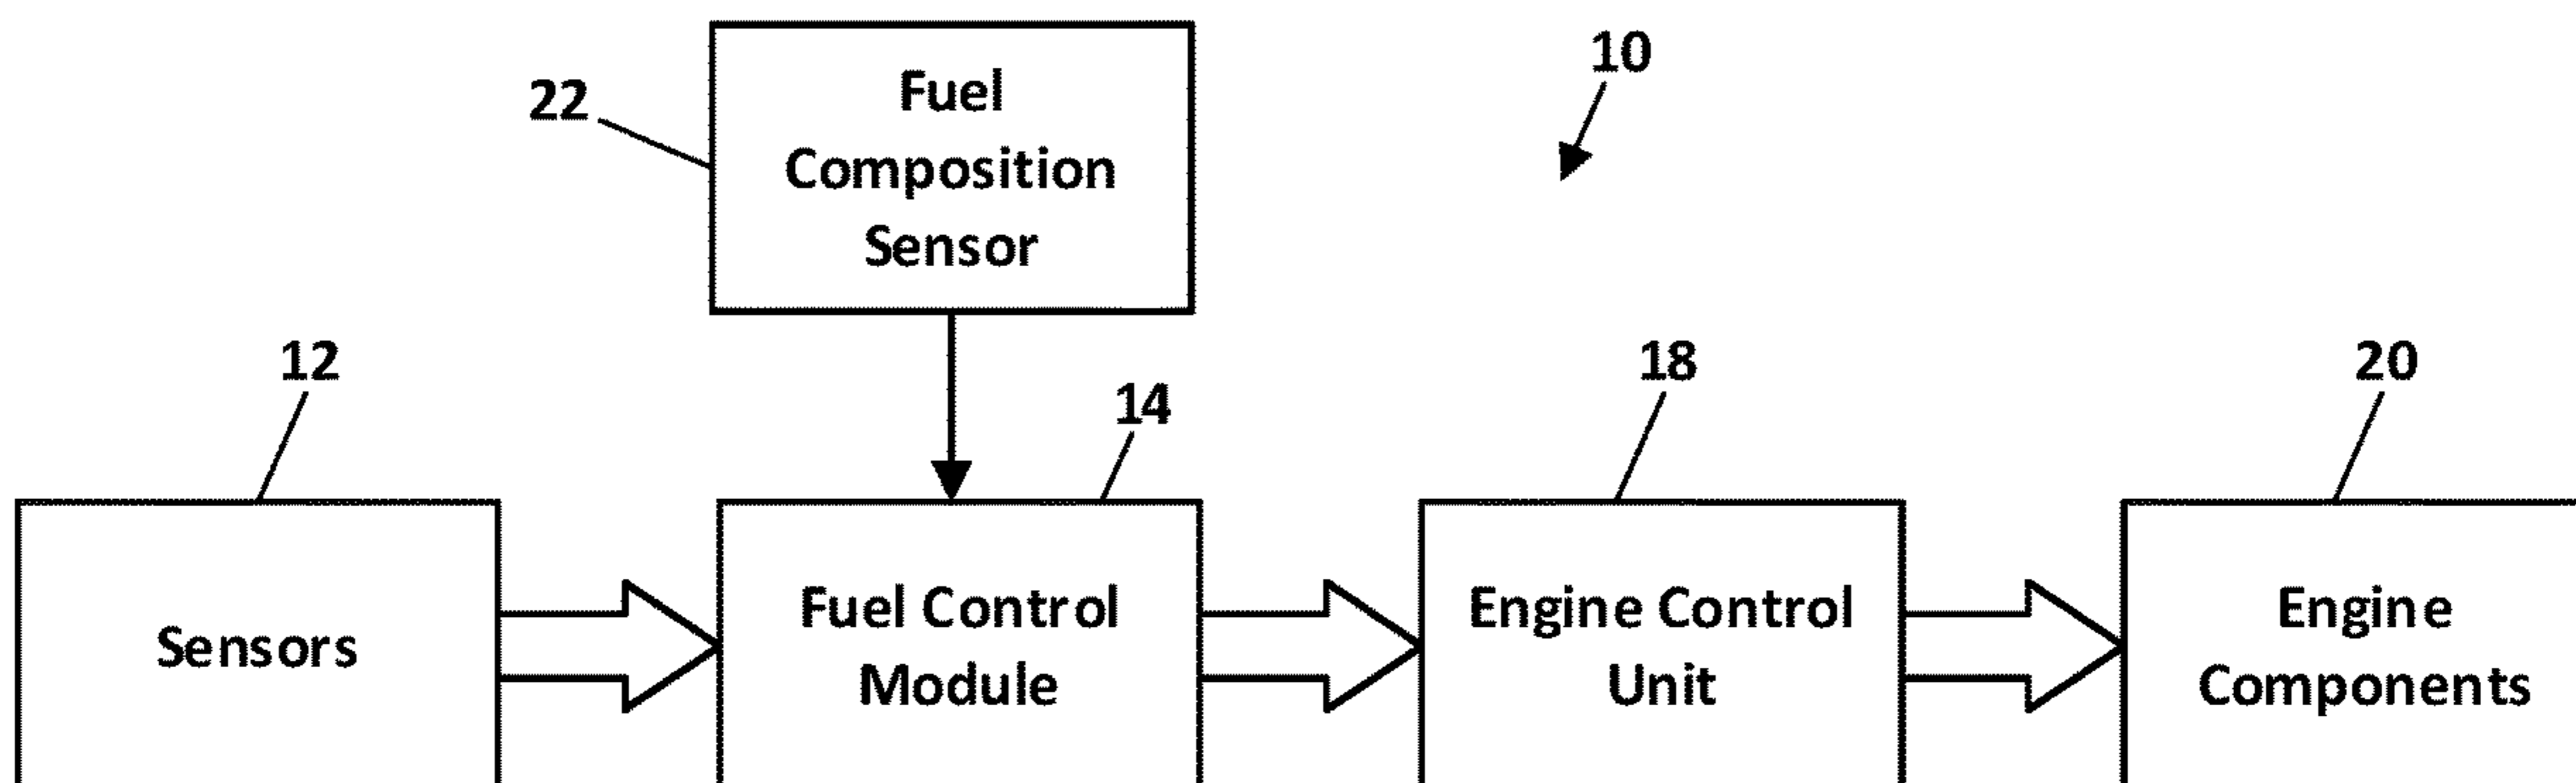 10
22
Fuel
Composition
Sensor
12
14
18
20
Sensors
Fuel Control
Module
Engine Control
Unit
Engine
Components